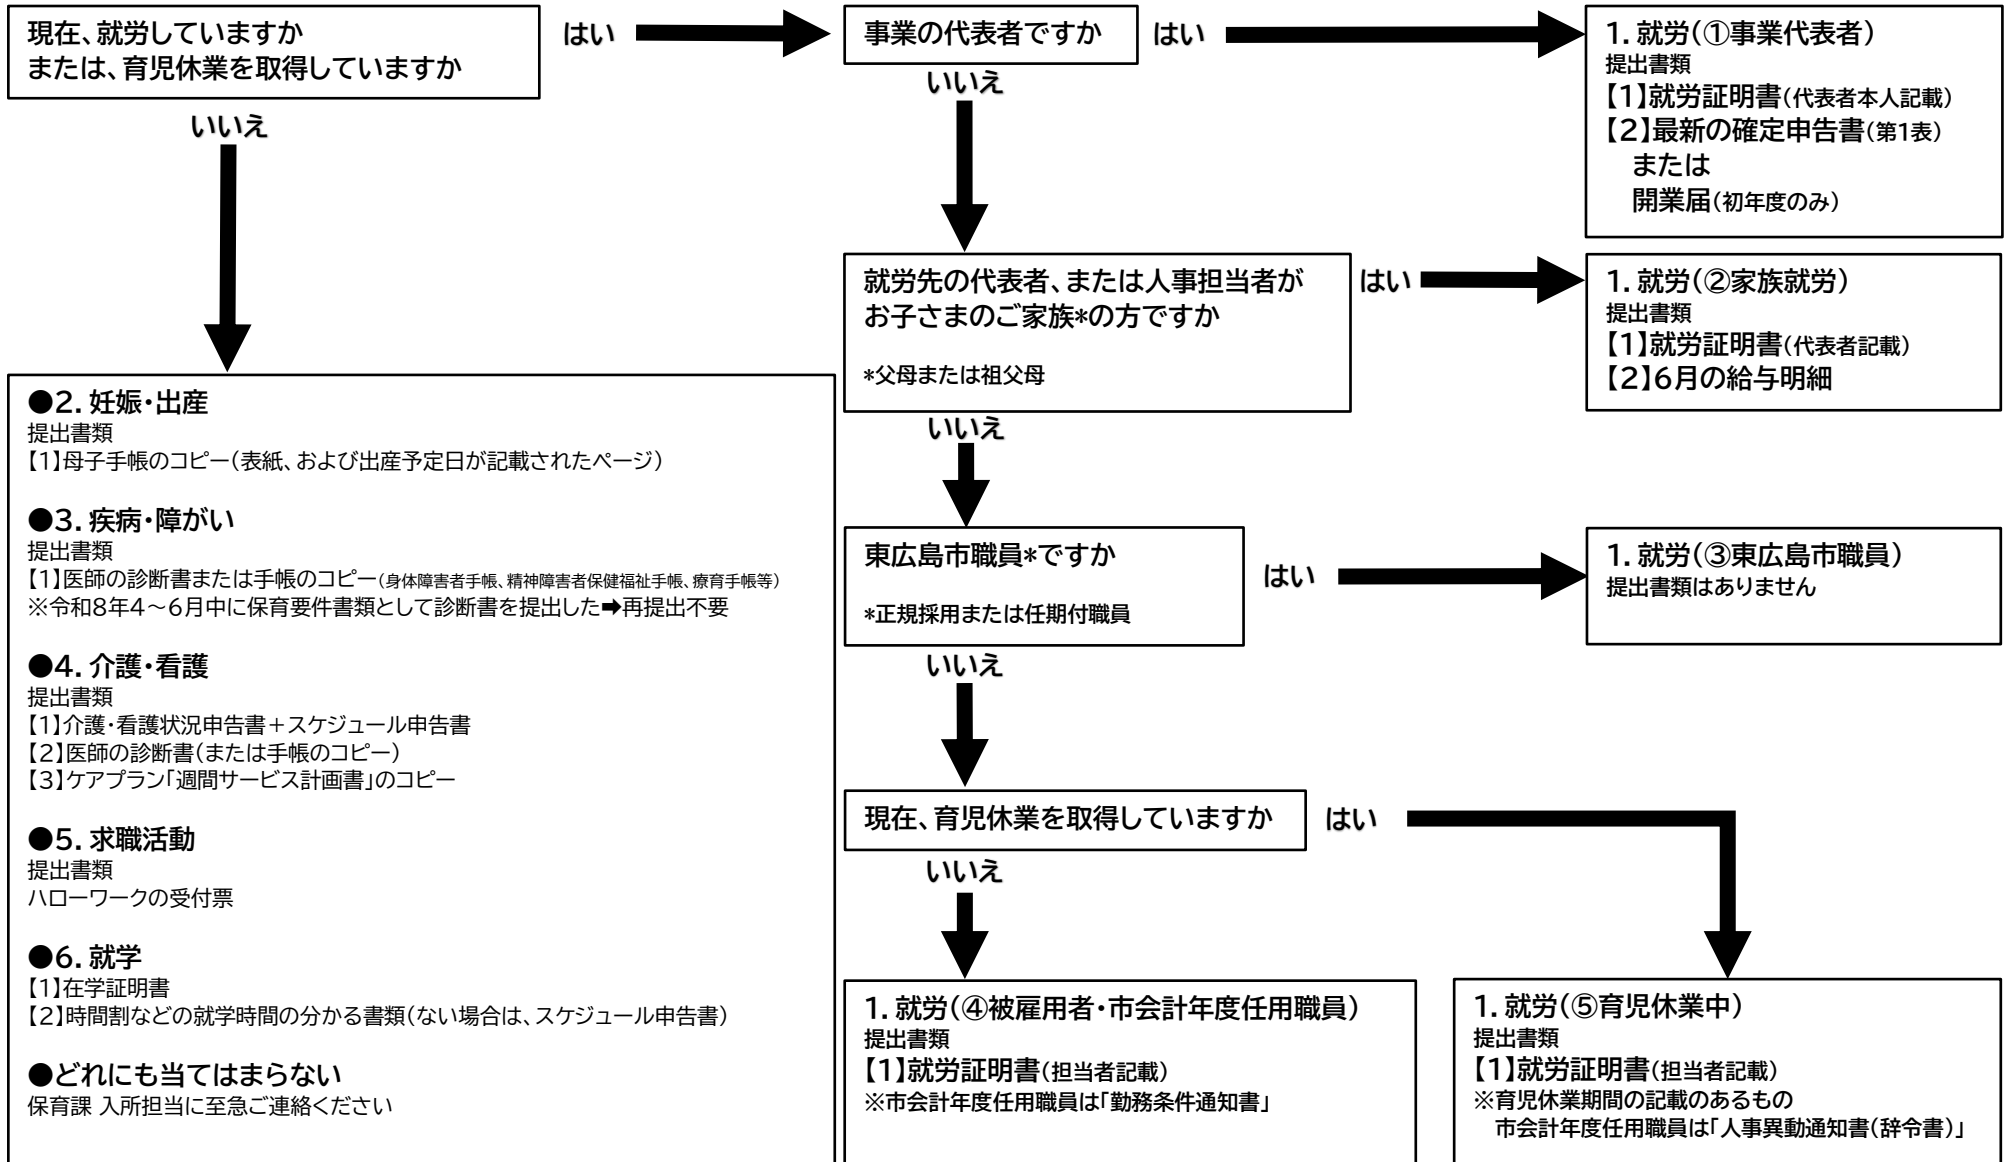 現在、就労していますか
または、育児休業を取得していますか
はい
事業の代表者ですか
はい
1. 就労(①事業代表者)
提出書類
【1】就労証明書(代表者本人記載)
【2】最新の確定申告書(第1表)
または
開業届(初年度のみ)
いいえ
いいえ
就労先の代表者、または人事担当者が
お子さまのご家族*の方ですか
*父母または祖父母
はい
1. 就労(②家族就労)
提出書類
【1】就労証明書(代表者記載)
【2】6月の給与明細
いいえ
東広島市職員*ですか
*正規採用または任期付職員
はい
1. 就労(③東広島市職員)
提出書類はありません
いいえ
現在、育児休業を取得していますか
はい
いいえ
1. 就労(④被雇用者・市会計年度任用職員)
提出書類
【1】就労証明書(担当者記載)
※市会計年度任用職員は「勤務条件通知書」
1. 就労(⑤育児休業中)
提出書類
【1】就労証明書(担当者記載)
※育児休業期間の記載のあるもの
市会計年度任用職員は「人事異動通知書(辞令書)」
●2. 妊娠・出産
提出書類
【1】母子手帳のコピー(表紙、および出産予定日が記載されたページ)
●3. 疾病・障がい
提出書類
【1】医師の診断書または手帳のコピー(身体障害者手帳、精神障害者保健福祉手帳、療育手帳等)
※令和8年4～6月中に保育要件書類として診断書を提出した➡再提出不要
●4. 介護・看護
提出書類
【1】介護・看護状況申告書+スケジュール申告書
【2】医師の診断書(または手帳のコピー)
【3】ケアプラン「週間サービス計画書」のコピー
●5. 求職活動
提出書類
ハローワークの受付票
●6. 就学
【1】在学証明書
【2】時間割などの就学時間の分かる書類(ない場合は、スケジュール申告書)
●どれにも当てはまらない
保育課 入所担当に至急ご連絡ください